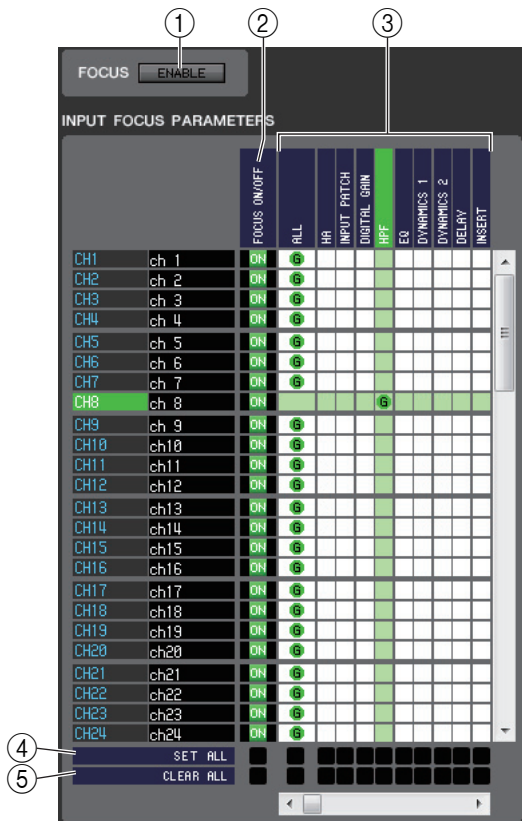 1 2 3
FOCUS ENABLE
INPUT FOCUS PARAMETERS
FOCUS ON/OFF ALL HA INPUT PATCH DIGITAL GAIN HPF EQ DYNAMICS 1 DYNAMICS 2 DELAY INSERT
CH1 ch 1 ON G
CH2 ch 2 ON G
CH3 ch 3 ON G
CH4 ch 4 ON G
CH5 ch 5 ON G
CH6 ch 6 ON G
CH7 ch 7 ON G
CH8 ch 8 ON G
CH9 ch 9 ON G
CH10 ch10 ON G
CH11 ch11 ON G
CH12 ch12 ON G
CH13 ch13 ON G
CH14 ch14 ON G
CH15 ch15 ON G
CH16 ch16 ON G
CH17 ch17 ON G
CH18 ch18 ON G
CH19 ch19 ON G
CH20 ch20 ON G
CH21 ch21 ON G
CH22 ch22 ON G
CH23 ch23 ON G
CH24 ch24 ON G
4 SET ALL
5 CLEAR ALL